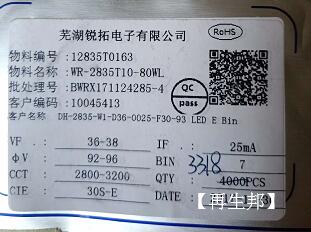 芜湖锐拓电子有限公司
RoHS
物料编号:12835T0163
物料名称:WR-2835T10-80WL
批处理号:BWRX171124285-4
客户编号:10045413
QC
pass
客户名称 DH-2835-W1-D36-0025-F30-93 LED E Bin
VF 36-38 IF 25mA
ΦV 92-96 BIN 7
3318
CCT 2800-3200 QTY 4000PCS
CIE 30S-E
【再生邦】